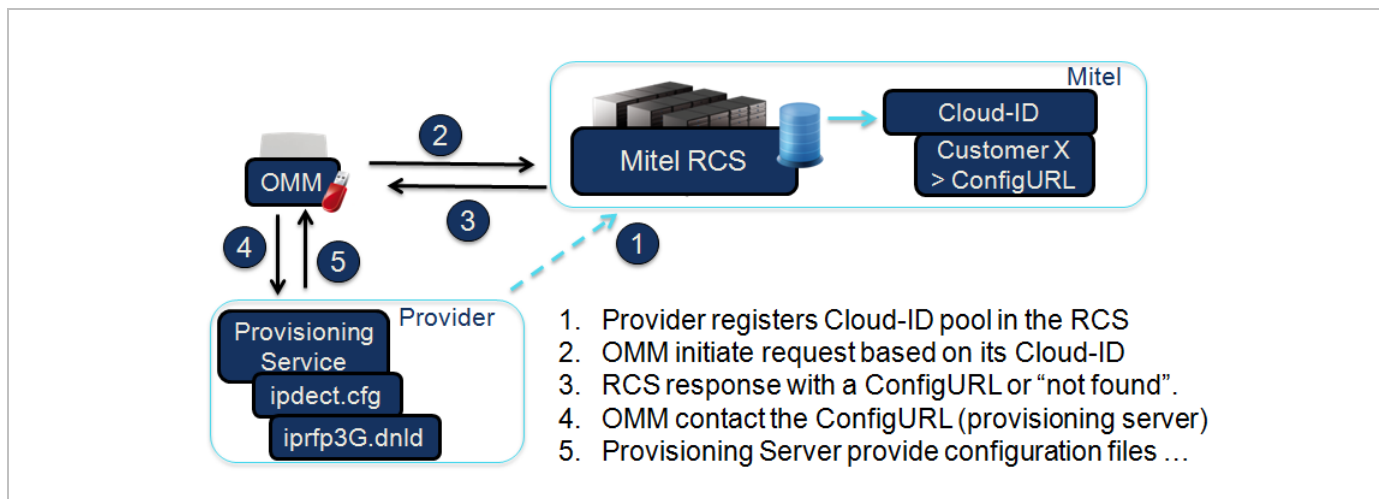 Mitel
Cloud-ID
Customer X
> ConfigURL
Mitel RCS
2
OMM
3
1
4
5
Provider
Provisioning
Service
ipdect.cfg
iprfp3G.dnld
1. Provider registers Cloud-ID pool in the RCS
2. OMM initiate request based on its Cloud-ID
3. RCS response with a ConfigURL or “not found”.
4. OMM contact the ConfigURL (provisioning server)
5. Provisioning Server provide configuration files …